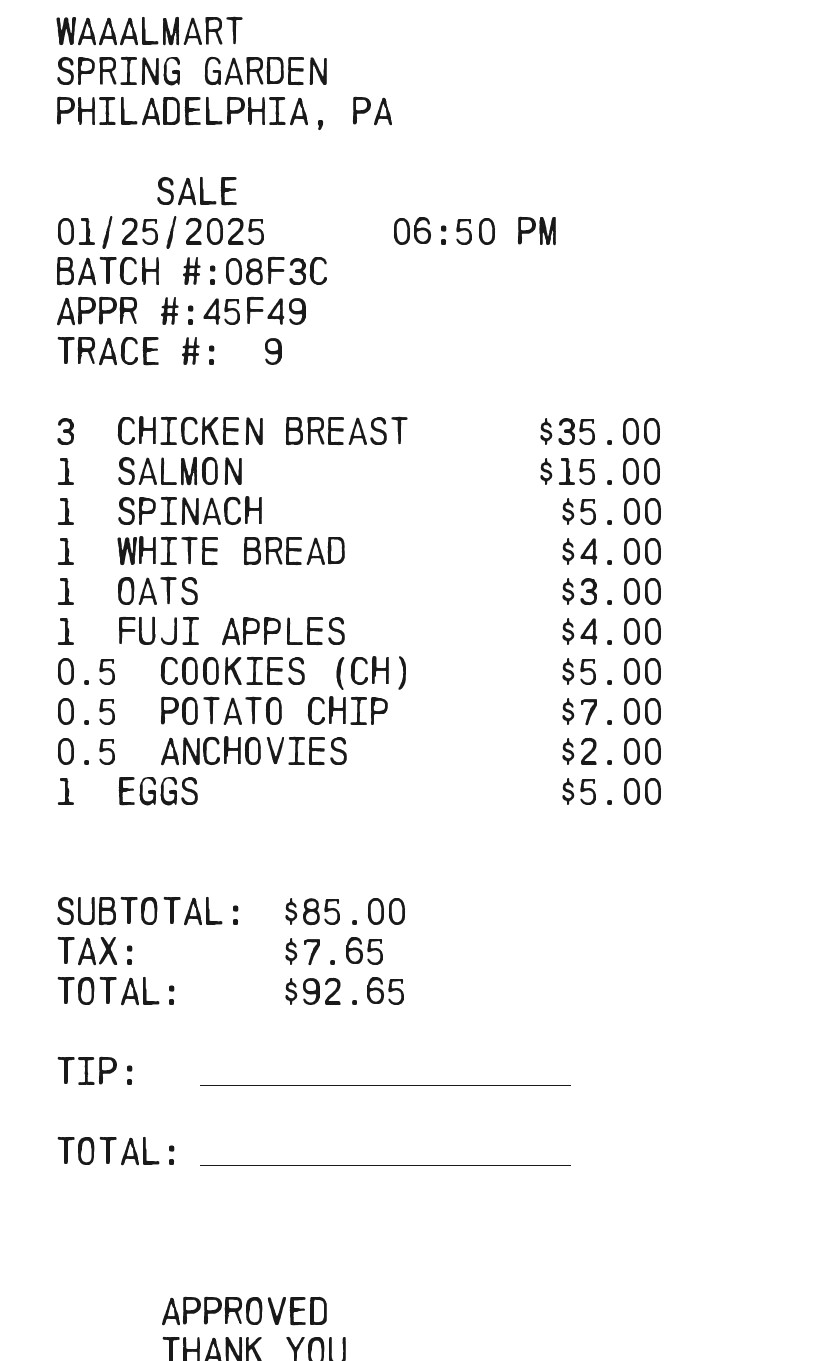 WAAALMART
SPRING GARDEN
PHILADELPHIA, PA
SALE
01/25/2025 06:50 PM
BATCH #:08F3C
APPR #:45F49
TRACE #: 9
3 CHICKEN BREAST $35.00
1 SALMON $15.00
1 SPINACH $5.00
1 WHITE BREAD $4.00
1 OATS $3.00
1 FUJI APPLES $4.00
0.5 COOKIES (CH) $5.00
0.5 POTATO CHIP $7.00
0.5 ANCHOVIES $2.00
1 EGGS $5.00
SUBTOTAL: $85.00
TAX: $7.65
TOTAL: $92.65
TIP:
TOTAL:
APPROVED
THANK YOU